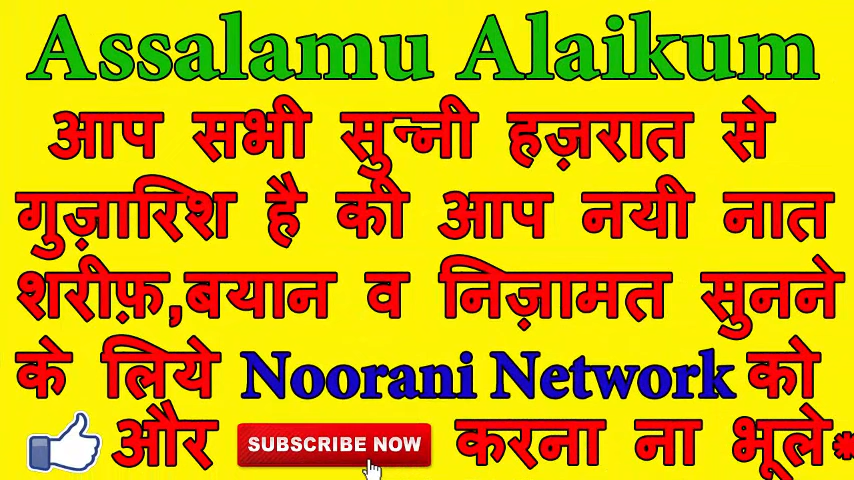 Assalamu Alaikum
आप सभी सुन्नी हज़रात से
गुज़ारिश है की आप नयी नात
शरीफ़,बयान व निज़ामत सुनने
के लिये Noorani Network को
और SUBSCRIBE NOW करना ना भूले*